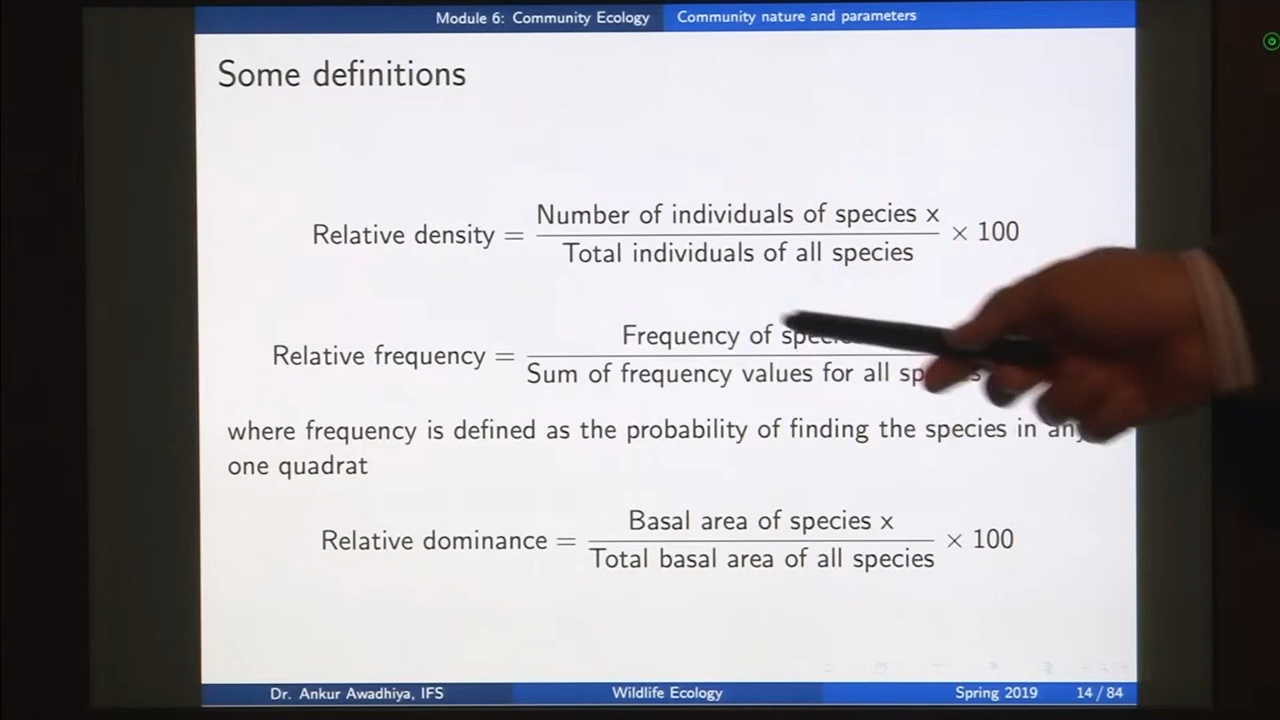 Module 6: Community Ecology Community nature and parameters
Some definitions
Relative density = Number of individuals of species x / Total individuals of all species × 100
Relative frequency = Frequency of / Sum of frequency values for all
where frequency is defined as the probability of finding the species in any
one quadrat
Relative dominance = Basal area of species x / Total basal area of all species × 100
Dr. Ankur Awadhiya, IFS Wildlife Ecology Spring 2019 14 / 84